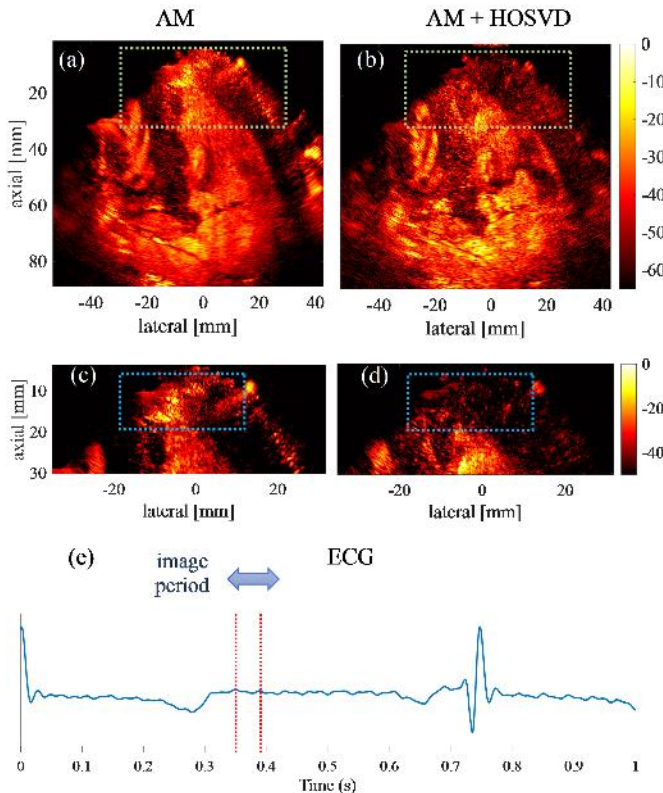 AM
AM + HOSVD
(a)
(b)
axial [mm]
20
40
60
80
-40 -20 0 20 40
lateral [mm]
-40 -20 0 20 40
lateral [mm]
0
-10
-20
-30
-40
-50
-60
(c)
(d)
axial [mm]
10
20
30
-20 0 20
lateral [mm]
-20 0 20
lateral [mm]
0
-20
-40
(e)
image
period
ECG
0 0.1 0.2 0.3 0.4 0.5 0.6 0.7 0.8 0.9 1
Time (s)